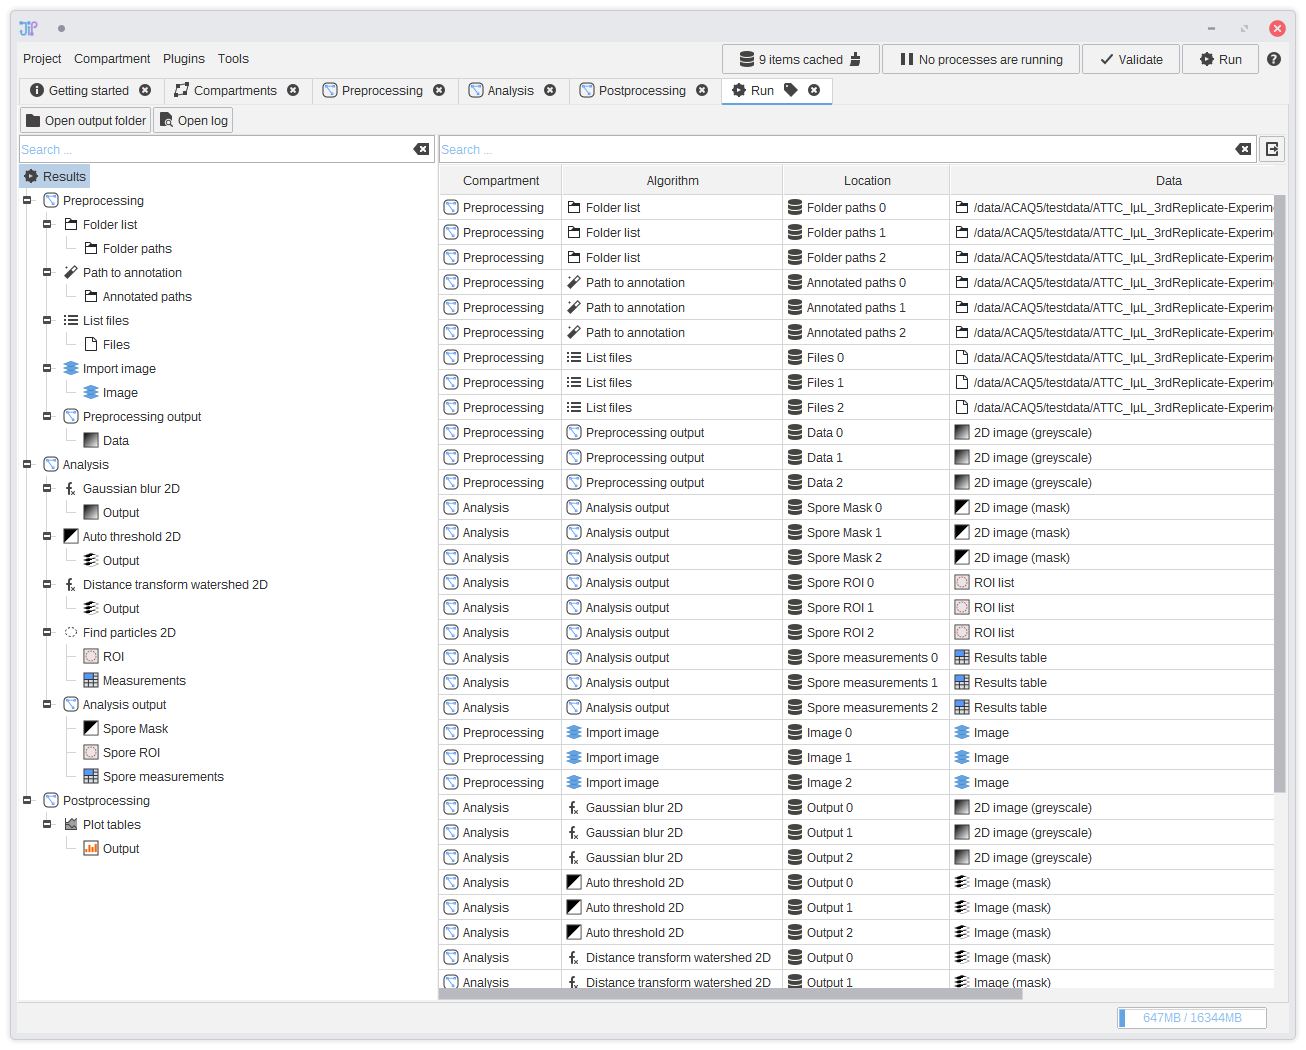 JIP
Project Compartment Plugins Tools
9 items cached No processes are running Validate Run
Getting started Compartments Preprocessing Analysis Postprocessing Run
Open output folder Open log
Search ...
Results
Preprocessing
Folder list
Folder paths
Path to annotation
Annotated paths
List files
Files
Import image
Image
Preprocessing output
Data
Analysis
Gaussian blur 2D
Output
Auto threshold 2D
Output
Distance transform watershed 2D
Output
Find particles 2D
ROI
Measurements
Analysis output
Spore Mask
Spore ROI
Spore measurements
Postprocessing
Plot tables
Output
Search ...
Compartment Algorithm Location Data
Preprocessing Folder list Folder paths 0 /data/ACAQ5/testdata/ATTC_IµL_3rdReplicate-Experim
Preprocessing Folder list Folder paths 1 /data/ACAQ5/testdata/ATTC_IµL_3rdReplicate-Experim
Preprocessing Folder list Folder paths 2 /data/ACAQ5/testdata/ATTC_IµL_3rdReplicate-Experim
Preprocessing Path to annotation Annotated paths 0 /data/ACAQ5/testdata/ATTC_IµL_3rdReplicate-Experim
Preprocessing Path to annotation Annotated paths 1 /data/ACAQ5/testdata/ATTC_IµL_3rdReplicate-Experim
Preprocessing Path to annotation Annotated paths 2 /data/ACAQ5/testdata/ATTC_IµL_3rdReplicate-Experim
Preprocessing List files Files 0 /data/ACAQ5/testdata/ATTC_IµL_3rdReplicate-Experim
Preprocessing List files Files 1 /data/ACAQ5/testdata/ATTC_IµL_3rdReplicate-Experim
Preprocessing List files Files 2 /data/ACAQ5/testdata/ATTC_IµL_3rdReplicate-Experim
Preprocessing Preprocessing output Data 0 2D image (greyscale)
Preprocessing Preprocessing output Data 1 2D image (greyscale)
Preprocessing Preprocessing output Data 2 2D image (greyscale)
Analysis Analysis output Spore Mask 0 2D image (mask)
Analysis Analysis output Spore Mask 1 2D image (mask)
Analysis Analysis output Spore Mask 2 2D image (mask)
Analysis Analysis output Spore ROI 0 ROI list
Analysis Analysis output Spore ROI 1 ROI list
Analysis Analysis output Spore ROI 2 ROI list
Analysis Analysis output Spore measurements 0 Results table
Analysis Analysis output Spore measurements 1 Results table
Analysis Analysis output Spore measurements 2 Results table
Preprocessing Import image Image 0 Image
Preprocessing Import image Image 1 Image
Preprocessing Import image Image 2 Image
Analysis Gaussian blur 2D Output 0 2D image (greyscale)
Analysis Gaussian blur 2D Output 1 2D image (greyscale)
Analysis Gaussian blur 2D Output 2 2D image (greyscale)
Analysis Auto threshold 2D Output 0 Image (mask)
Analysis Auto threshold 2D Output 1 Image (mask)
Analysis Auto threshold 2D Output 2 Image (mask)
Analysis Distance transform watershed 2D Output 0 Image (mask)
Analysis Distance transform watershed 2D Output 1 Image (mask)
647MB / 16344MB